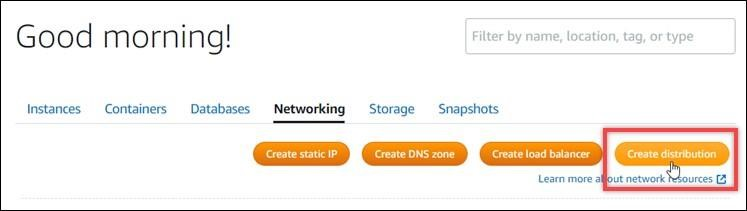 Good morning!
Filter by name, location, tag, or type
Instances Containers Databases Networking Storage Snapshots
Create static IP Create DNS zone Create load balancer Create distribution
Learn more about network resources